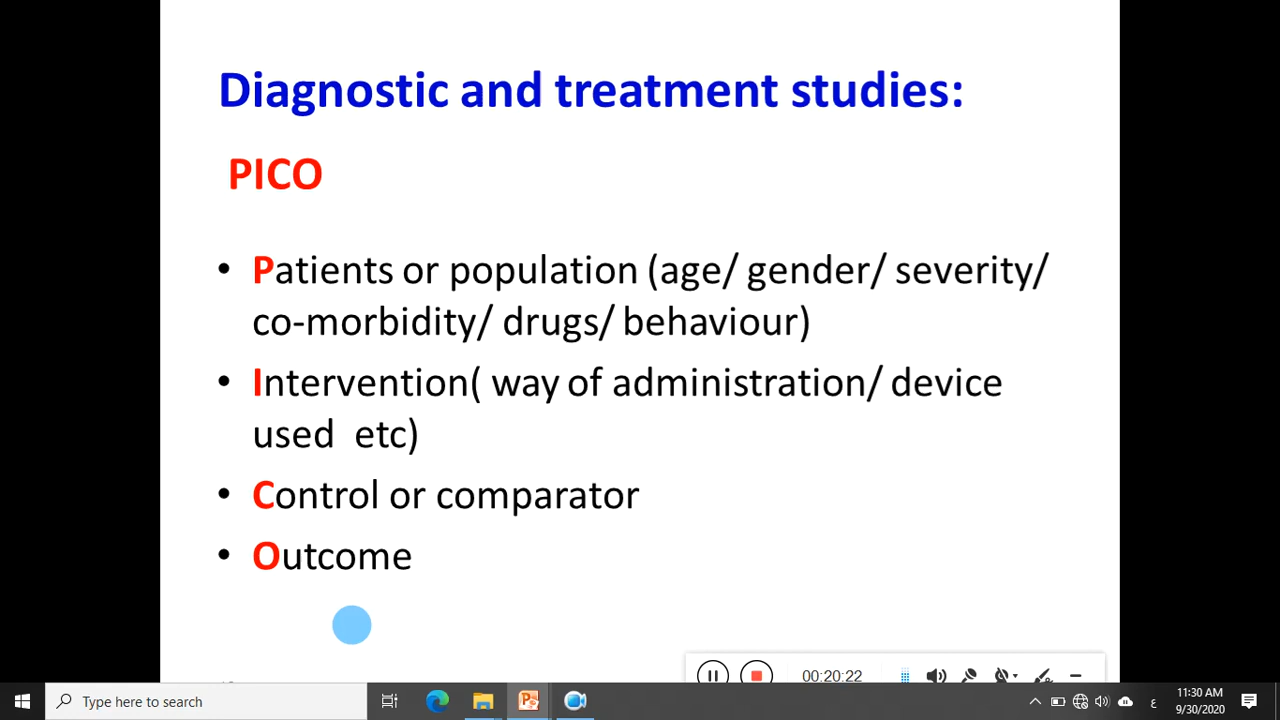 Diagnostic and treatment studies:
PICO
• Patients or population (age/ gender/ severity/
co-morbidity/ drugs/ behaviour)
• Intervention( way of administration/ device
used etc)
• Control or comparator
• Outcome
00:20:22
Type here to search
ع
11:30 AM
9/30/2020